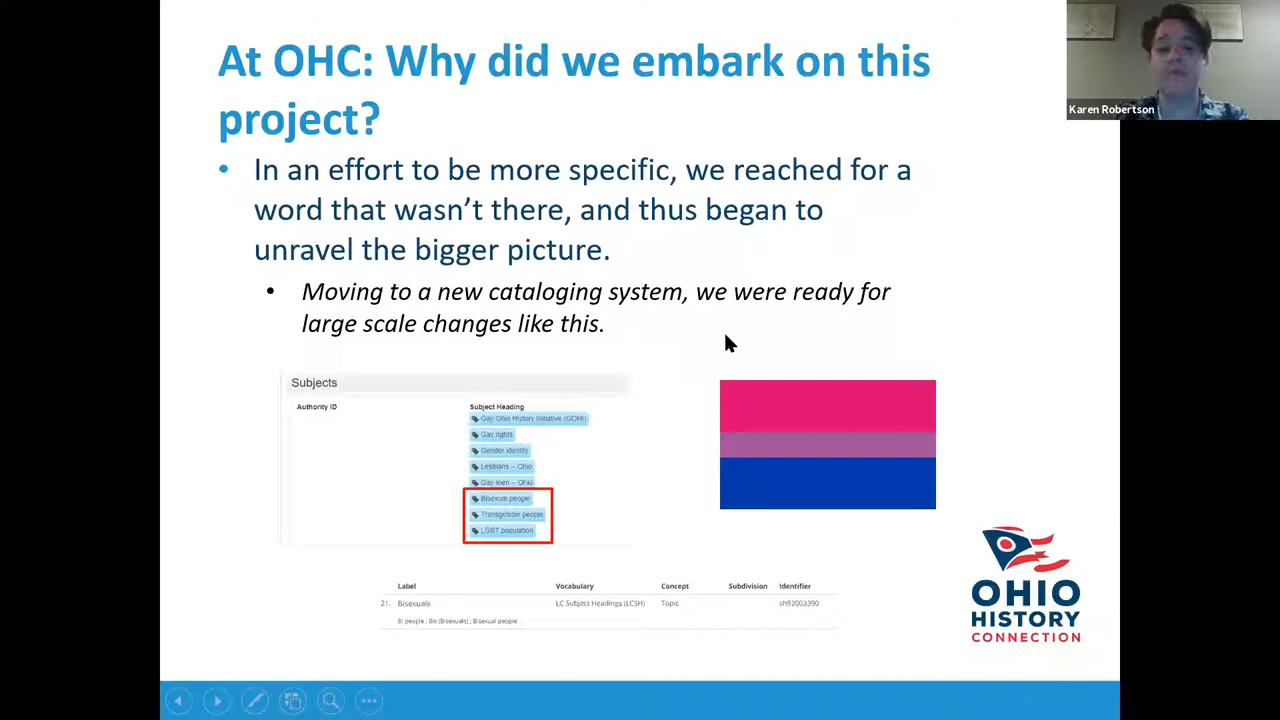 At OHC: Why did we embark on this
project?
Karen Robertson
• In an effort to be more specific, we reached for a
word that wasn't there, and thus began to
unravel the bigger picture.
• Moving to a new cataloging system, we were ready for
large scale changes like this.
Subjects
Authority ID Subject Heading
Gay Ohio History Initiative (GOHI)
Gay rights
Gender identity
Lesbians -- Ohio
Gay men -- Ohio
Bisexual people
Transgender people
LGBT population
Label Vocabulary Concept Subdivision Identifier
21. Bisexuals LC Subject Headings (LCSH) Topic sh93003390
Bi people ; Bis (Bisexuals) ; Bisexual people
OHIO
HISTORY
CONNECTION